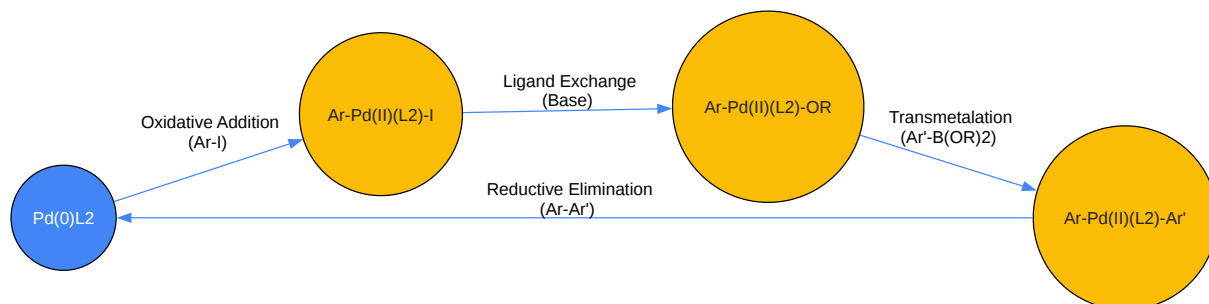 Oxidative Addition
(Ar-I)
Ar-Pd(II)(L2)-I
Ligand Exchange
(Base)
Ar-Pd(II)(L2)-OR
Transmetalation
(Ar'-B(OR)2)
Pd(0)L2
Reductive Elimination
(Ar-Ar')
Ar-Pd(II)(L2)-Ar'